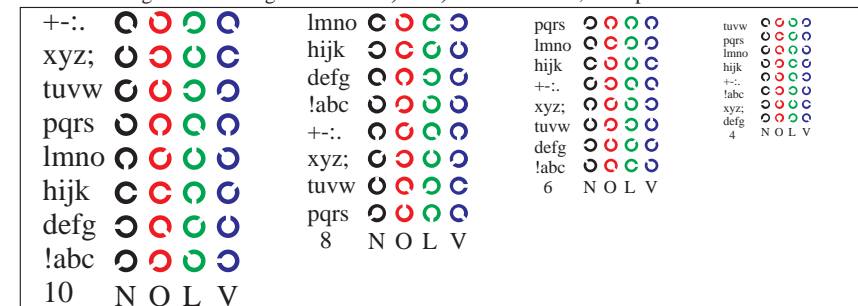 +-:.
xyz;
tuvw
pqrs
lmno
hijk
defg
!abc
10 N O L V
lmno
hijk
defg
!abc
+-:.
xyz;
tuvw
pqrs
8 N O L V
pqrs
lmno
hijk
+-:.
xyz;
tuvw
defg
!abc
6 N O L V
tuvw
pqrs
lmno
hijk
+-:.
!abc
xyz;
defg
4 N O L V